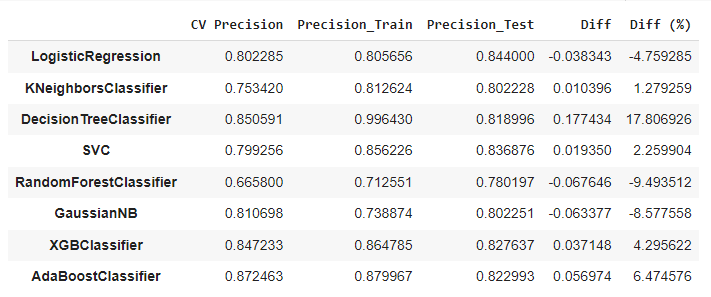 CV Precision Precision_Train Precision_Test Diff Diff (%)
LogisticRegression 0.802285 0.805656 0.844000 -0.038343 -4.759285
KNeighborsClassifier 0.753420 0.812624 0.802228 0.010396 1.279259
DecisionTreeClassifier 0.850591 0.996430 0.818996 0.177434 17.806926
SVC 0.799256 0.856226 0.836876 0.019350 2.259904
RandomForestClassifier 0.665800 0.712551 0.780197 -0.067646 -9.493512
GaussianNB 0.810698 0.738874 0.802251 -0.063377 -8.577558
XGBClassifier 0.847233 0.864785 0.827637 0.037148 4.295622
AdaBoostClassifier 0.872463 0.879967 0.822993 0.056974 6.474576